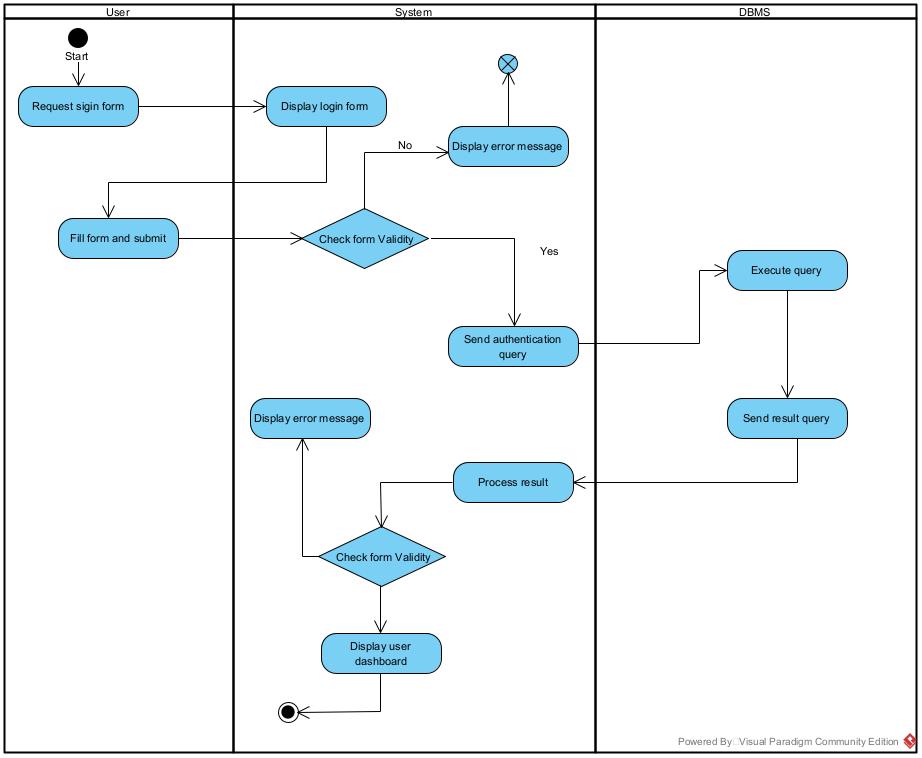 User
System
DBMS
Start
Request sigin form
Display login form
No
Display error message
Fill form and submit
Check form Validity
Yes
Execute query
Send authentication
query
Display error message
Send result query
Process result
Check form Validity
Display user
dashboard
Powered By Visual Paradigm Community Edition